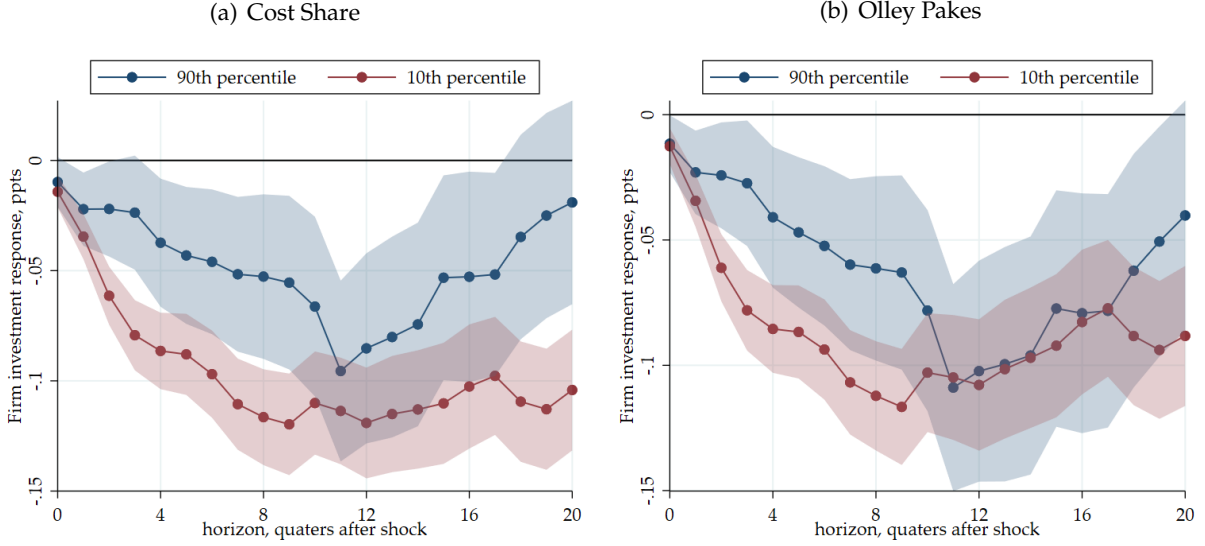 (a) Cost Share
90th percentile 10th percentile
Firm investment response, ppts
0
-.05
-.1
-.15
0 4 8 12 16 20
horizon, quaters after shock
(b) Olley Pakes
90th percentile 10th percentile
Firm investment response, ppts
0
-.05
-.1
-.15
0 4 8 12 16 20
horizon, quaters after shock